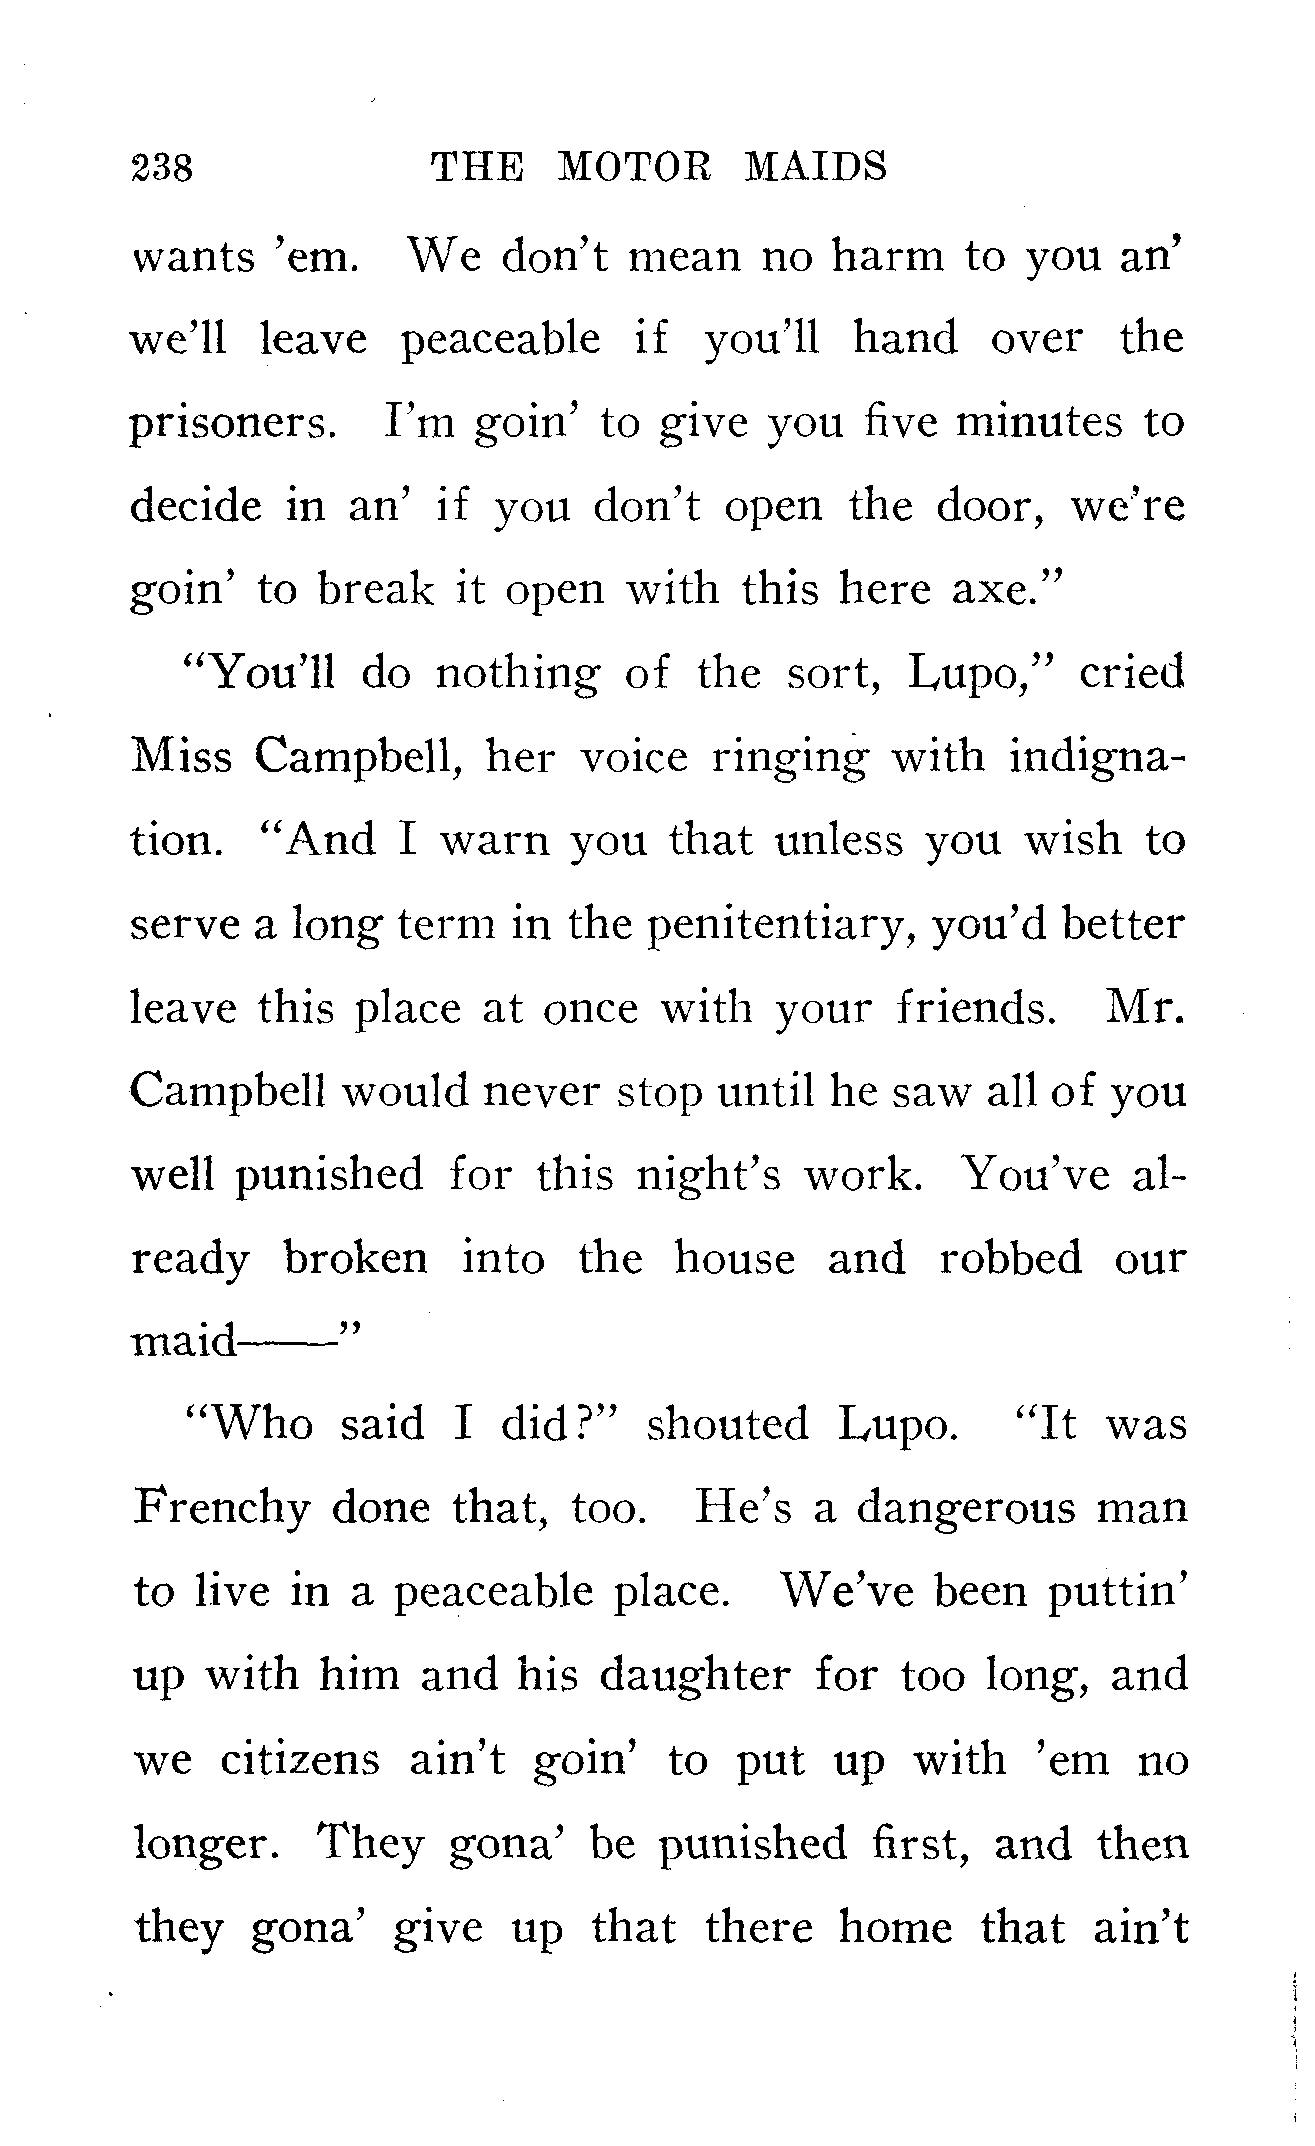 238 THE MOTOR MAIDS
wants 'em. We don't mean no harm to you an'
we'll leave peaceable if you'll hand over the
prisoners. I'm goin' to give you five minutes to
decide in an' if you don't open the door, we're
goin' to break it open with this here axe."
"You'll do nothing of the sort, Lupo," cried
Miss Campbell, her voice ringing with indigna-
tion. "And I warn you that unless you wish to
serve a long term in the penitentiary, you'd better
leave this place at once with your friends. Mr.
Campbell would never stop until he saw all of you
well punished for this night's work. You've al-
ready broken into the house and robbed our
maid——"
"Who said I did?" shouted Lupo. "It was
Frenchy done that, too. He's a dangerous man
to live in a peaceable place. We've been puttin'
up with him and his daughter for too long, and
we citizens ain't goin' to put up with 'em no
longer. They gona' be punished first, and then
they gona' give up that there home that ain't